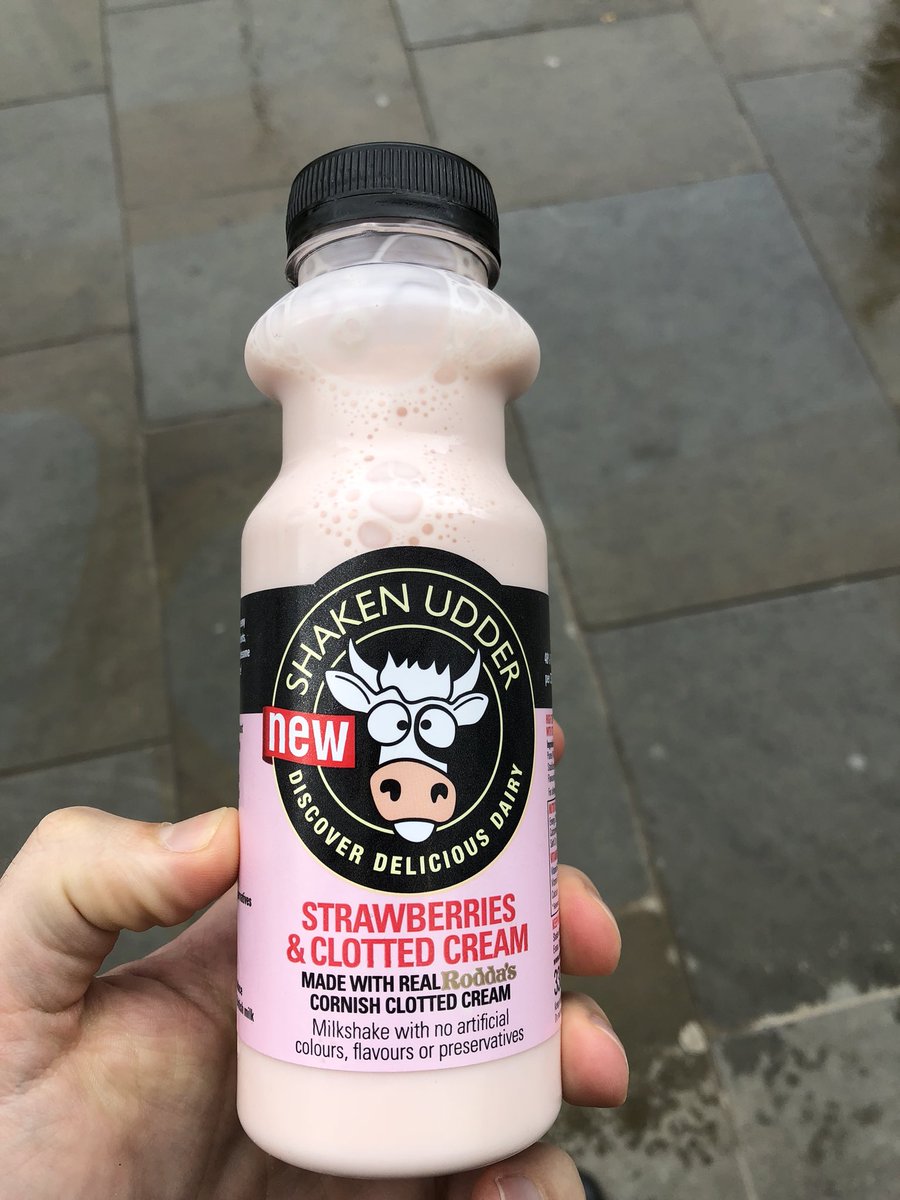 SHAKEN UDDER
new
DISCOVER DELICIOUS DAIRY
STRAWBERRIES
& CLOTTED CREAM
MADE WITH REAL Rodda's
CORNISH CLOTTED CREAM
Milkshake with no artificial
colours, flavours or preservatives